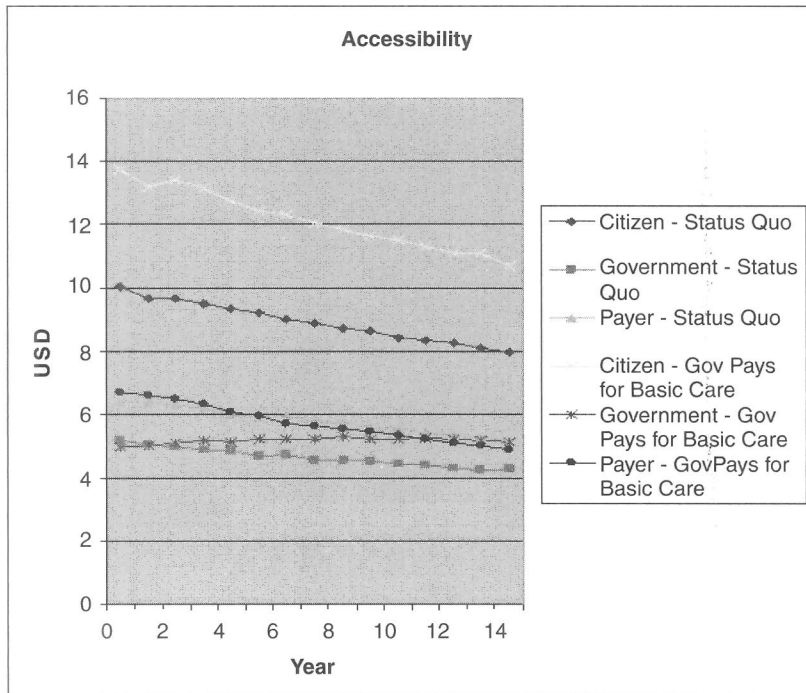 Accessibility
16
14
12
10
8
6
4
2
0
USD
0 2 4 6 8 10 12 14
Year
Citizen - Status Quo
Government - Status
Quo
Payer - Status Quo
Citizen - Gov Pays
for Basic Care
Government - Gov
Pays for Basic Care
Payer - GovPays for
Basic Care